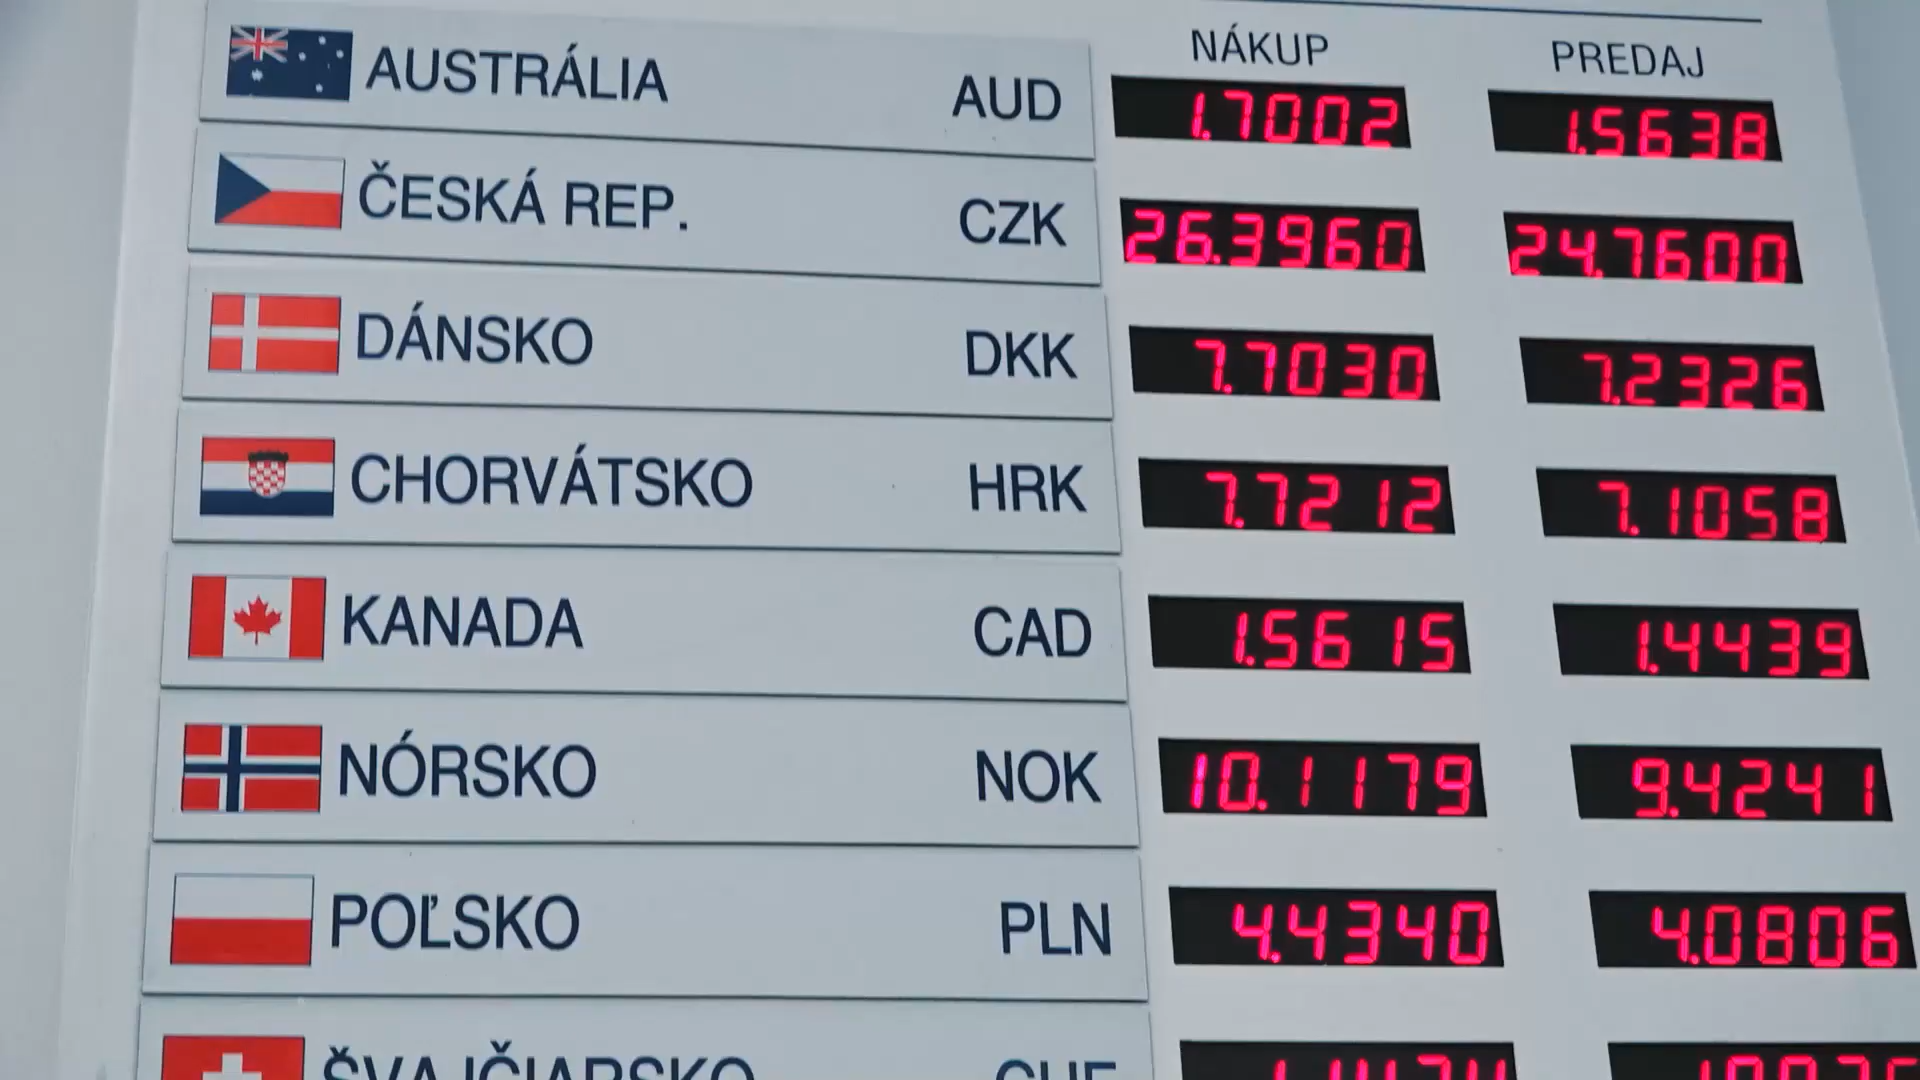 NÁKUP PREDAJ
AUSTRÁLIA AUD 1.7002 1.5638
ČESKÁ REP. CZK 26.3960 24.7600
DÁNSKO DKK 7.7030 7.2326
CHORVÁTSKO HRK 7.7212 7.1058
KANADA CAD 1.5615 1.4439
NÓRSKO NOK 10.1179 9.4241
POĽSKO PLN 4.4340 4.0806
ŠVAJČIARSKO CHF